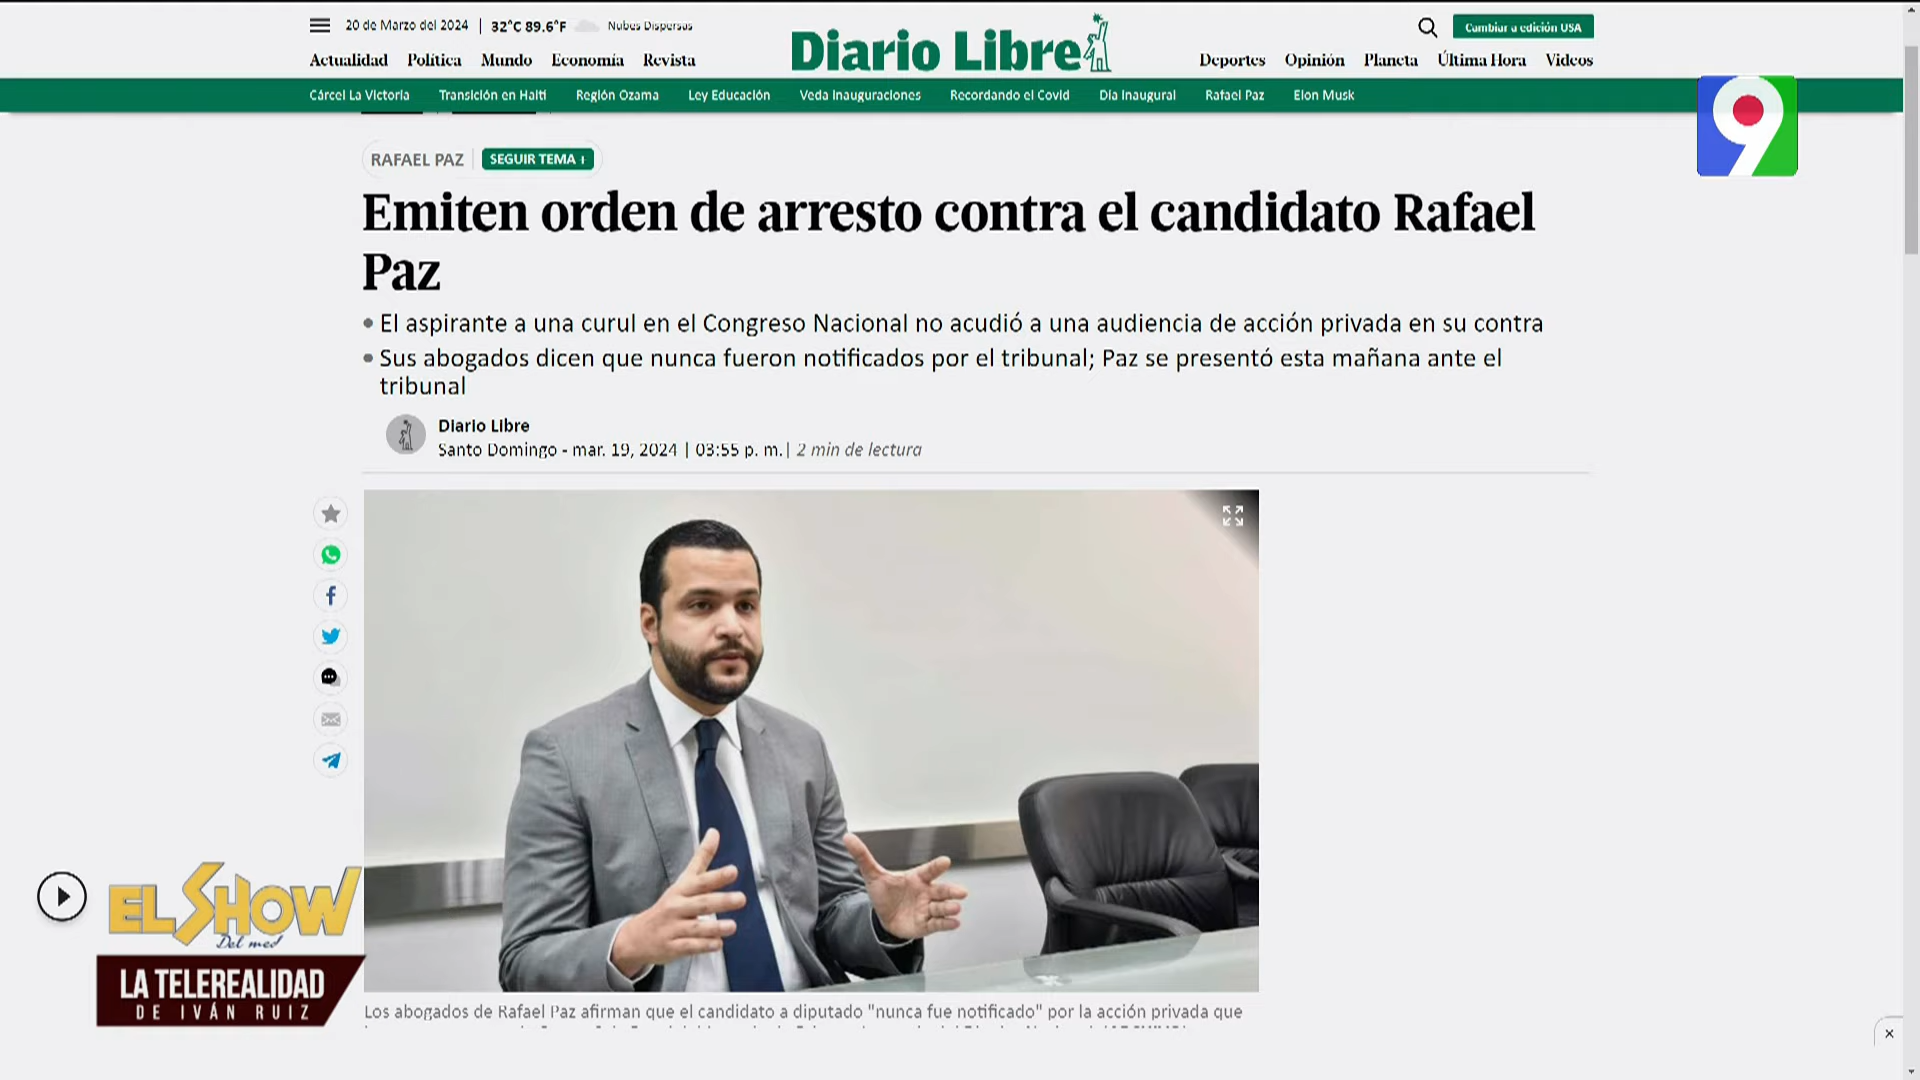 20 de Marzo del 2024 | 32°C 89.6°F Nubes Dispersas
Cambiar a edición USA
Diario Libre
Actualidad Política Mundo Economía Revista
Deportes Opinión Planeta Última Hora Videos
Cárcel La Victoria Transición en Haití Región Ozama Ley Educación Veda Inauguraciones Recordando el Covid Dia Inaugural Rafael Paz Elon Musk
9
RAFAEL PAZ SEGUIR TEMA +
Emiten orden de arresto contra el candidato Rafael
Paz
• El aspirante a una curul en el Congreso Nacional no acudió a una audiencia de acción privada en su contra
• Sus abogados dicen que nunca fueron notificados por el tribunal; Paz se presentó esta mañana ante el
tribunal
Diario Libre
Santo Domingo - mar. 19, 2024 | 03:55 p. m.| 2 min de lectura
EL SHOW
Del med
LA TELEREALIDAD
DE IVÁN RUIZ
Los abogados de Rafael Paz afirman que el candidato a diputado "nunca fue notificado" por la acción privada que